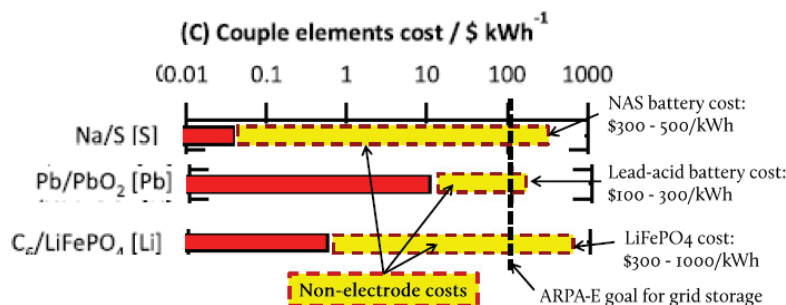 (C) Couple elements cost / $ kWh⁻¹
0.01 0.1 1 10 100 1000
NAS battery cost:
$300 - 500/kWh
Na/S [S]
Lead-acid battery cost:
$100 - 300/kWh
Pb/PbO₂ [Pb]
LiFePO4 cost:
$300 - 1000/kWh
C₆/LiFePO₄ [Li]
Non-electrode costs
ARPA-E goal for grid storage